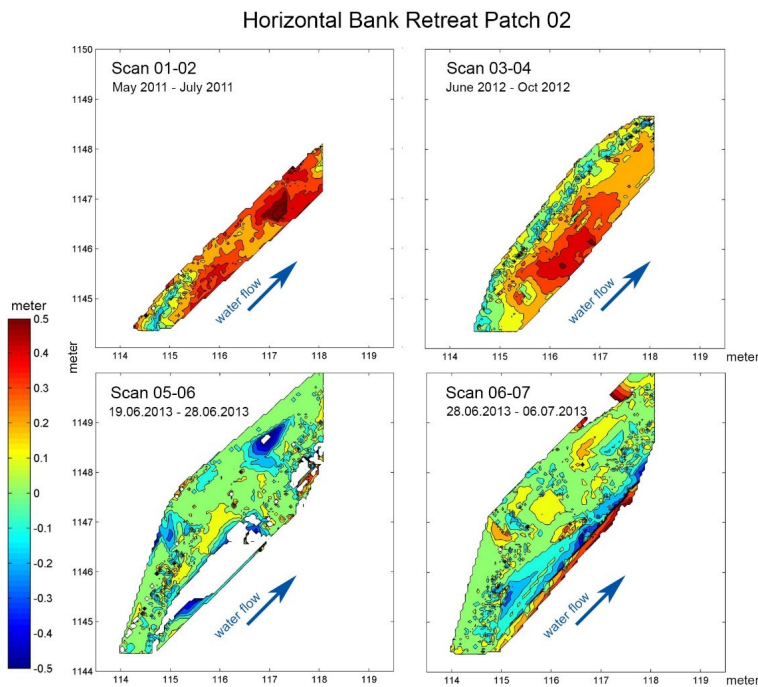 Horizontal Bank Retreat Patch 02
Scan 01-02
May 2011 - July 2011
1150
1149
1148
1147
1146
1145
water flow
114 115 116 117 118 119
Scan 03-04
June 2012 - Oct 2012
water flow
114 115 116 117 118 119 meter
meter
0.5
0.4
0.3
0.2
0.1
0
-0.1
-0.2
-0.3
-0.4
-0.5
meter
Scan 05-06
19.06.2013 - 28.06.2013
1149
1148
1147
1146
1145
1144
water flow
114 115 116 117 118 119
Scan 06-07
28.06.2013 - 06.07.2013
water flow
114 115 116 117 118 119 meter